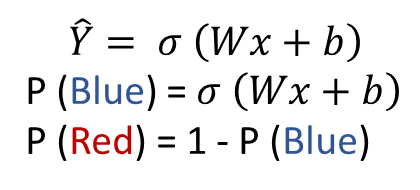 Ŷ = σ (Wx + b)
P (Blue) = σ (Wx + b)
P (Red) = 1 - P (Blue)